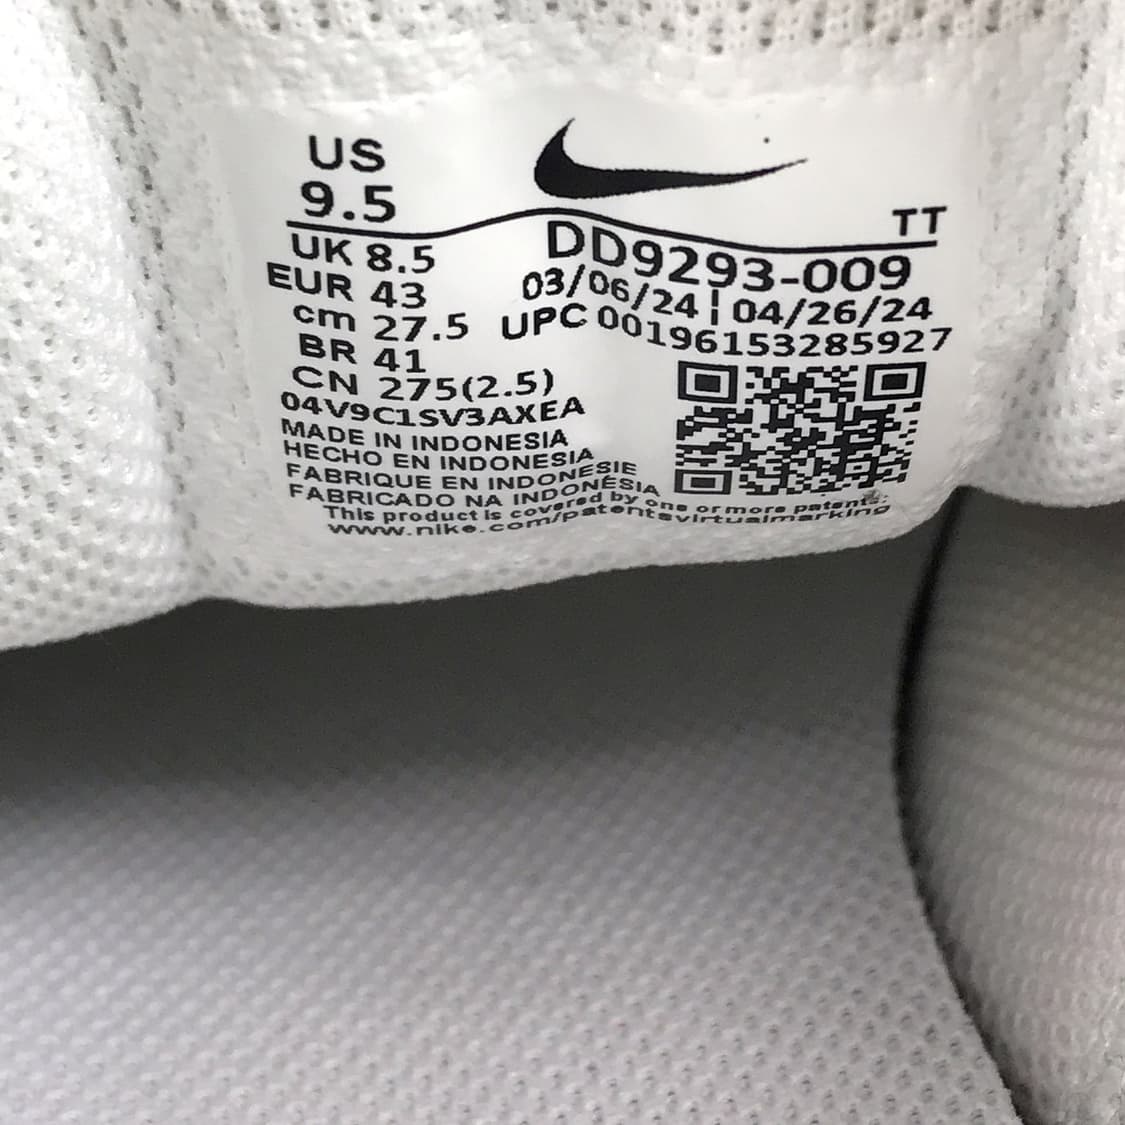 US
9.5
TT
UK 8.5
DD9293-009
EUR 43
03/06/24 | 04/26/24
cm 27.5
UPC 00196153285927
BR 41
CN 275(2.5)
04V9C1SV3AXEA
MADE IN INDONESIA
HECHO EN INDONESIA
FABRIQUE EN INDONESIE
FABRICADO NA INDONÉSIA
This product is covered by one or more patents:
www.nike.com/patentsvirtualmarking